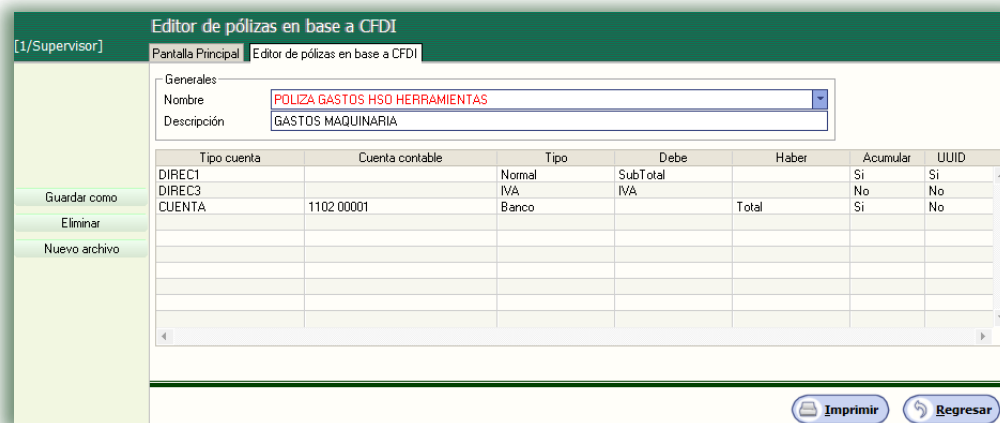 Editor de pólizas en base a CFDI
[1/Supervisor]
Pantalla Principal Editor de pólizas en base a CFDI
Generales
Nombre POLIZA GASTOS HSO HERRAMIENTAS
Descripción GASTOS MAQUINARIA
Tipo cuenta Cuenta contable Tipo Debe Haber Acumular UUID
DIREC1 Normal SubTotal Si Si
DIREC3 IVA IVA No No
CUENTA 1102 00001 Banco Total Si No
Guardar como
Eliminar
Nuevo archivo
Imprimir Regresar